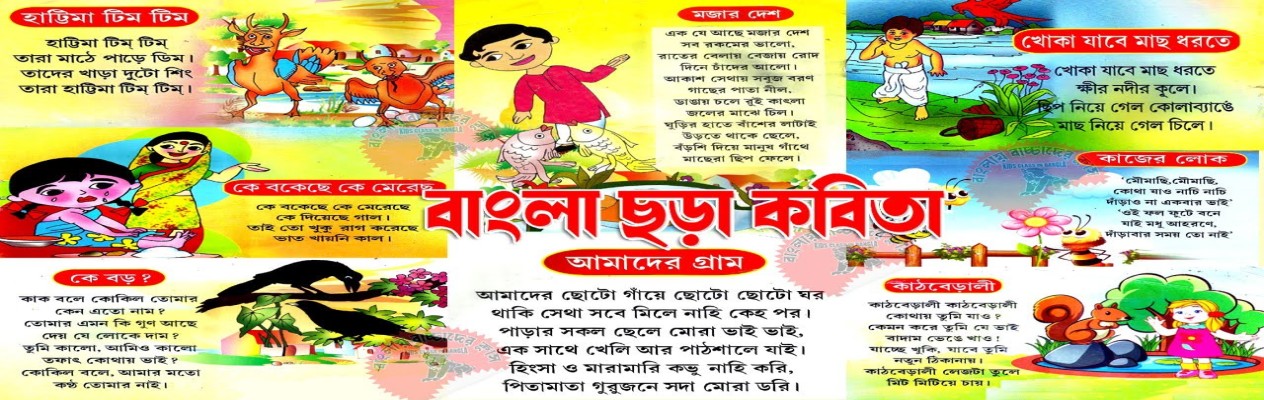 হাট্টিমা টিম টিম
হাট্টিমা টিম্ টিম্
তারা মাঠে পাড়ে ডিম।
তাদের খাড়া দুটো শিং
তারা হাট্টিমা টিম্ টিম্।
কে বকেছে কে মেরেছে
কে বকেছে কে মেরেছে
কে দিয়েছে গাল।
তাই তো খুকু রাগ করেছে
ভাত খায়নি কাল।
কে বড় ?
কাক বলে কোকিল তোমার
কেন এতো নাম?
তোমার এমন কি গুণ আছে
দেয় যে লোকে দাম?
তুমি কালো, আমিও কালো
তফাৎ কোথায় ভাই?
কোকিল বলে, আমার মতো
কণ্ঠ তোমার নাই।
মজার দেশ
এক যে আছে মজার দেশ
সব রকমের ভালো,
রাতের বেলায় বেজায় রোদ
দিনে চাঁদের আলো।
আকাশ সেথায় সবুজ বরণ
গাছের পাতা নীল,
ডাঙায় চলে রুই কাৎলা
জলের মাঝে চিল।
ঘুড়ির হাতে বাঁশের লাটাই
উড়তে থাকে ছেলে,
বঁড়শি দিয়ে মানুষ গাঁথে
মাছেরা ছিপ ফেলে।
বাংলা ছড়া কবিতা
আমাদের গ্রাম
আমাদের ছোটো গাঁয়ে ছোটো ছোটো ঘর
থাকি সেথা সবে মিলে নাহি কেহ পর।
পাড়ার সকল ছেলে মোরা ভাই ভাই,
এক সাথে খেলি আর পাঠশালে যাই।
হিংসা ও মারামারি কভু নাহি করি,
পিতামাতা গুরুজনে সদা মোরা ডরি।
খোকা যাবে মাছ ধরতে
খোকা যাবে মাছ ধরতে
ক্ষীর নদীর কুলে।
ছিপ নিয়ে গেল কোলাব্যাঙে
মাছ নিয়ে গেল চিলে।
কাজের লোক
'মৌমাছি,মৌমাছি,
কোথা যাও নাচি নাচি
দাঁড়াও না একবার ভাই'
'ওই ফল ফুটে বনে
যাই মধু আহরণে,
দাঁড়াবার সময় তো নাই'
কাঠবেড়ালী
কাঠবেড়ালী কাঠবেড়ালী
কোথায় তুমি যাও?
কেমন করে তুমি যে ভাই
বাদাম ভেঙে খাও!
যাচ্ছে খুকি, যাবে তুমি
নতুন ঠিকানায়।
কাঠবেড়ালী লেজটা তুলে
মিট মিটিয়ে চায়।